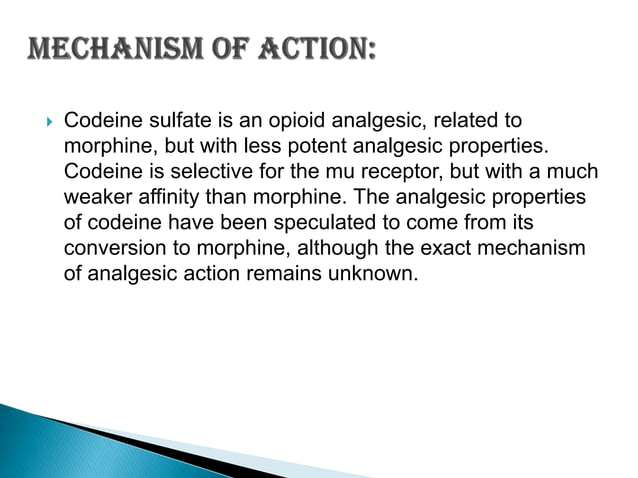 MECHANISM OF ACTION:
Codeine sulfate is an opioid analgesic, related to
morphine, but with less potent analgesic properties.
Codeine is selective for the mu receptor, but with a much
weaker affinity than morphine. The analgesic properties
of codeine have been speculated to come from its
conversion to morphine, although the exact mechanism
of analgesic action remains unknown.